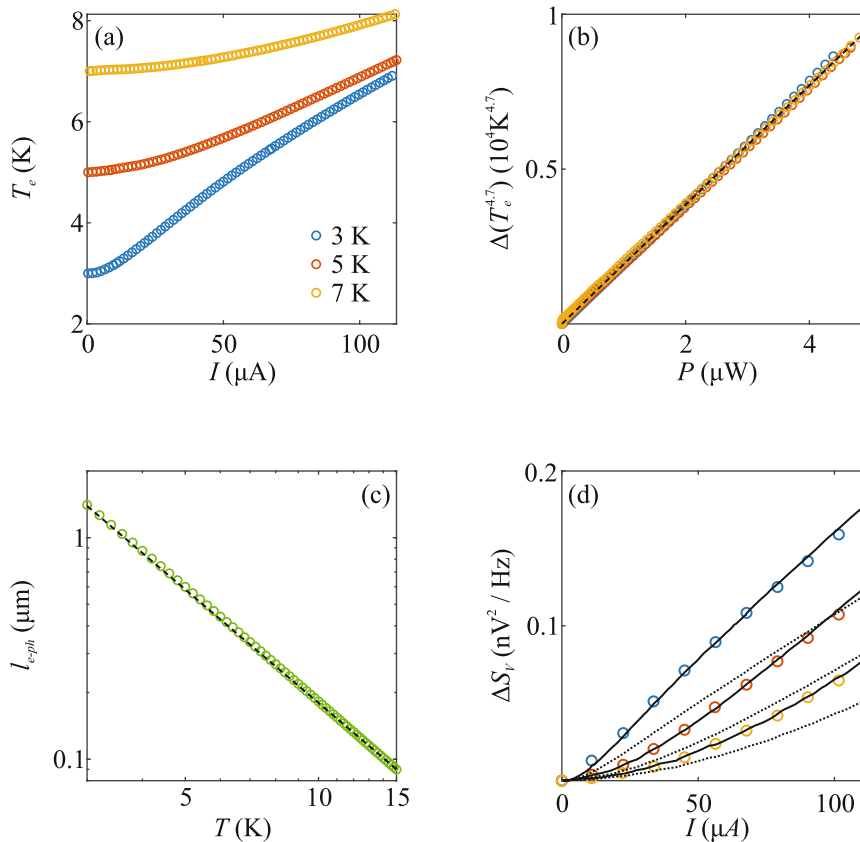 (a)
8
6
4
2
T_e (K)
3 K
5 K
7 K
0
50
100
I (μA)
(b)
1
0.5
Δ(T_e^4.7) (10^4K^4.7)
0
2
4
P (μW)
(c)
1
0.1
l_e-ph (μm)
5
10
15
T (K)
(d)
0.2
0.1
ΔS_V (nV^2 / Hz)
0
50
100
I (μA)